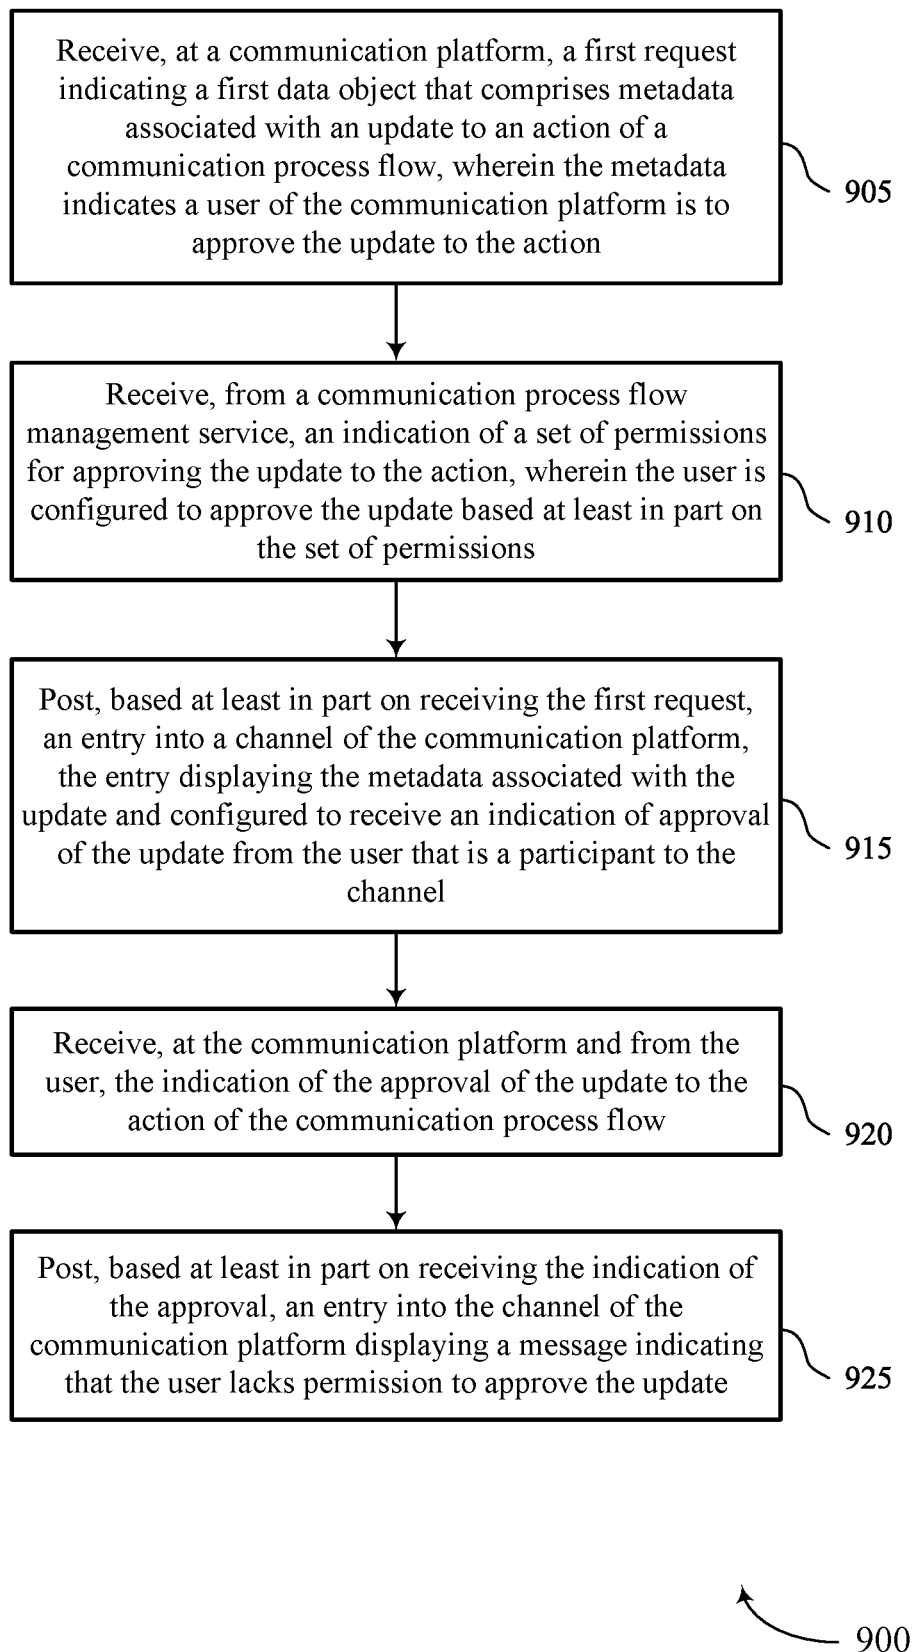 Receive, at a communication platform, a first request
indicating a first data object that comprises metadata
associated with an update to an action of a
communication process flow, wherein the metadata
indicates a user of the communication platform is to
approve the update to the action
905
Receive, from a communication process flow
management service, an indication of a set of permissions
for approving the update to the action, wherein the user is
configured to approve the update based at least in part on
the set of permissions
910
Post, based at least in part on receiving the first request,
an entry into a channel of the communication platform,
the entry displaying the metadata associated with the
update and configured to receive an indication of approval
of the update from the user that is a participant to the
channel
915
Receive, at the communication platform and from the
user, the indication of the approval of the update to the
action of the communication process flow
920
Post, based at least in part on receiving the indication of
the approval, an entry into the channel of the
communication platform displaying a message indicating
that the user lacks permission to approve the update
925
900